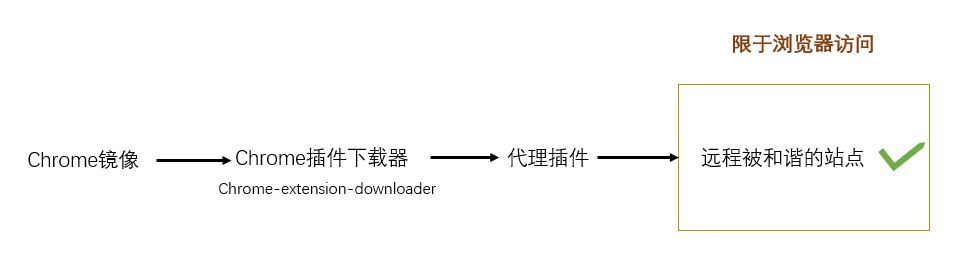 限于浏览器访问
Chrome镜像
Chrome插件下载器
Chrome-extension-downloader
代理插件
远程被和谐的站点